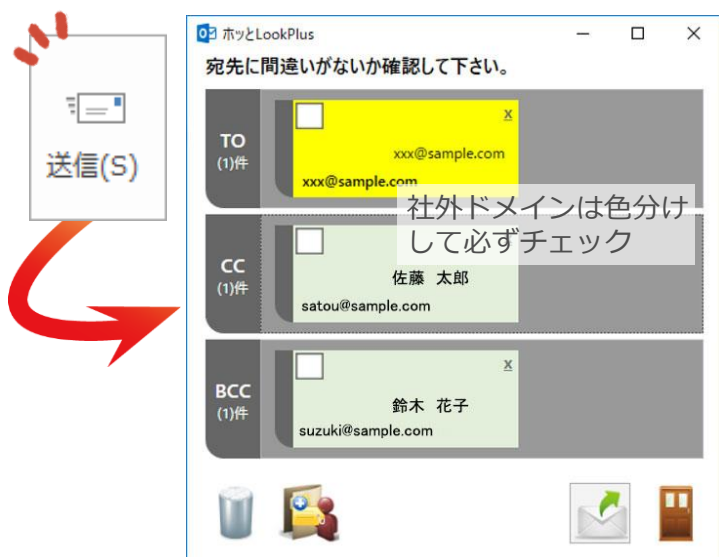 送信(S)
ホッとLookPlus
宛先に間違いがないか確認して下さい。
TO
(1)件
x
xxx@sample.com
xxx@sample.com
社外ドメインは色分け
して必ずチェック
CC
(1)件
佐藤 太郎
satou@sample.com
BCC
(1)件
x
鈴木 花子
suzuki@sample.com